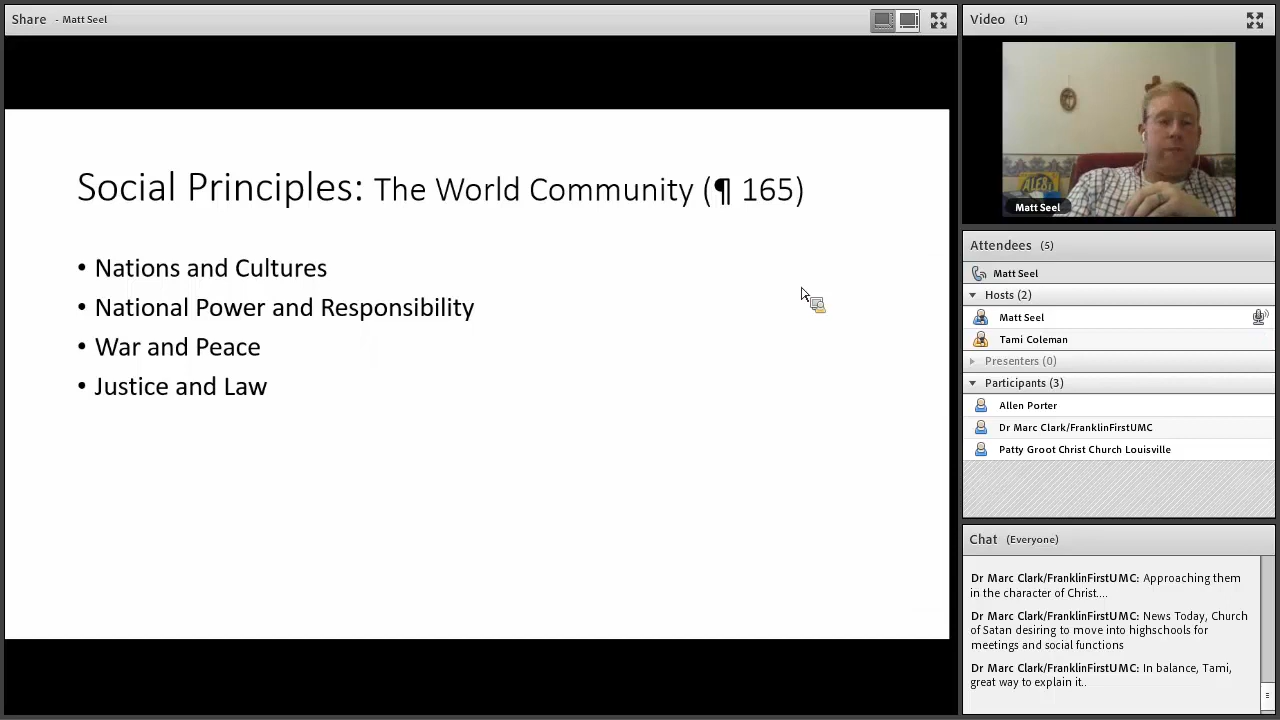 Share - Matt Seel
Social Principles: The World Community (¶ 165)
• Nations and Cultures
• National Power and Responsibility
• War and Peace
• Justice and Law
Video (1)
ALE8
Matt Seel
Attendees (5)
Matt Seel
Hosts (2)
Matt Seel
Tami Coleman
Presenters (0)
Participants (3)
Allen Porter
Dr Marc Clark/FranklinFirstUMC
Patty Groot Christ Church Louisville
Chat (Everyone)
Dr Marc Clark/FranklinFirstUMC: Approaching them
in the character of Christ....
Dr Marc Clark/FranklinFirstUMC: News Today, Church
of Satan desiring to move into highschools for
meetings and social functions
Dr Marc Clark/FranklinFirstUMC: In balance, Tami,
great way to explain it..